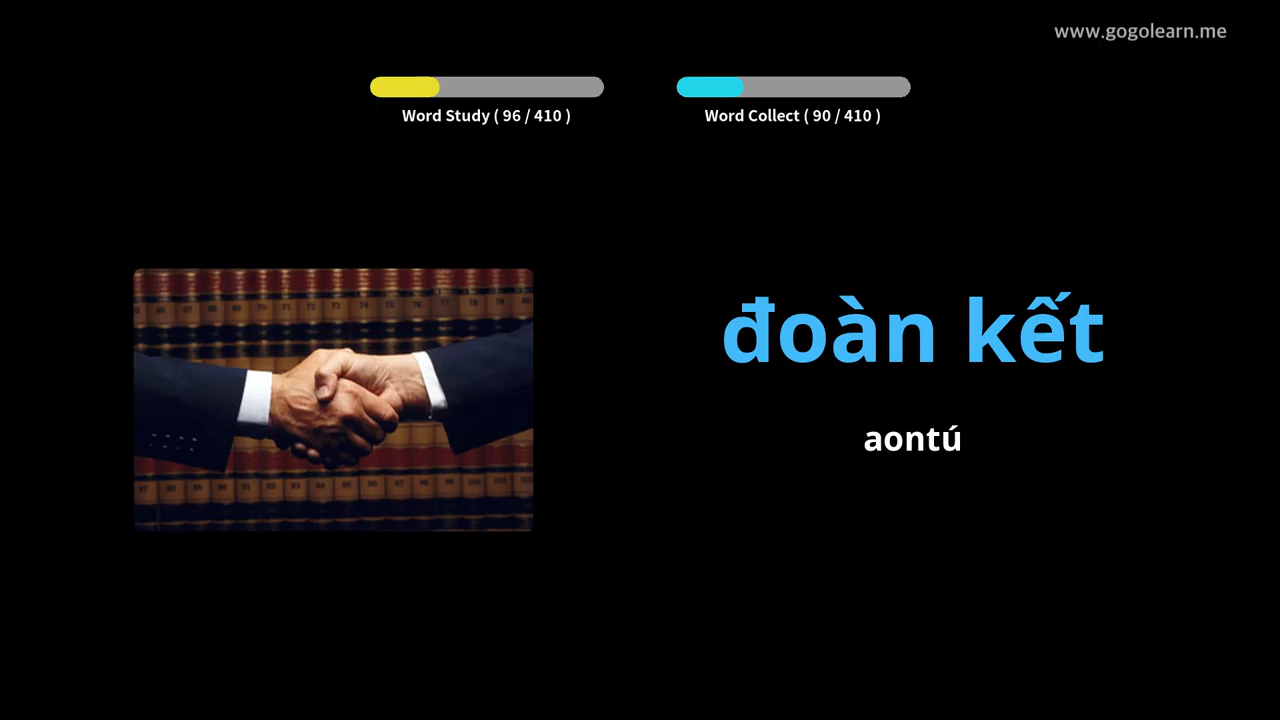 www.gogolearn.me
Word Study ( 96 / 410 )
Word Collect ( 90 / 410 )
đoàn kết
aontú